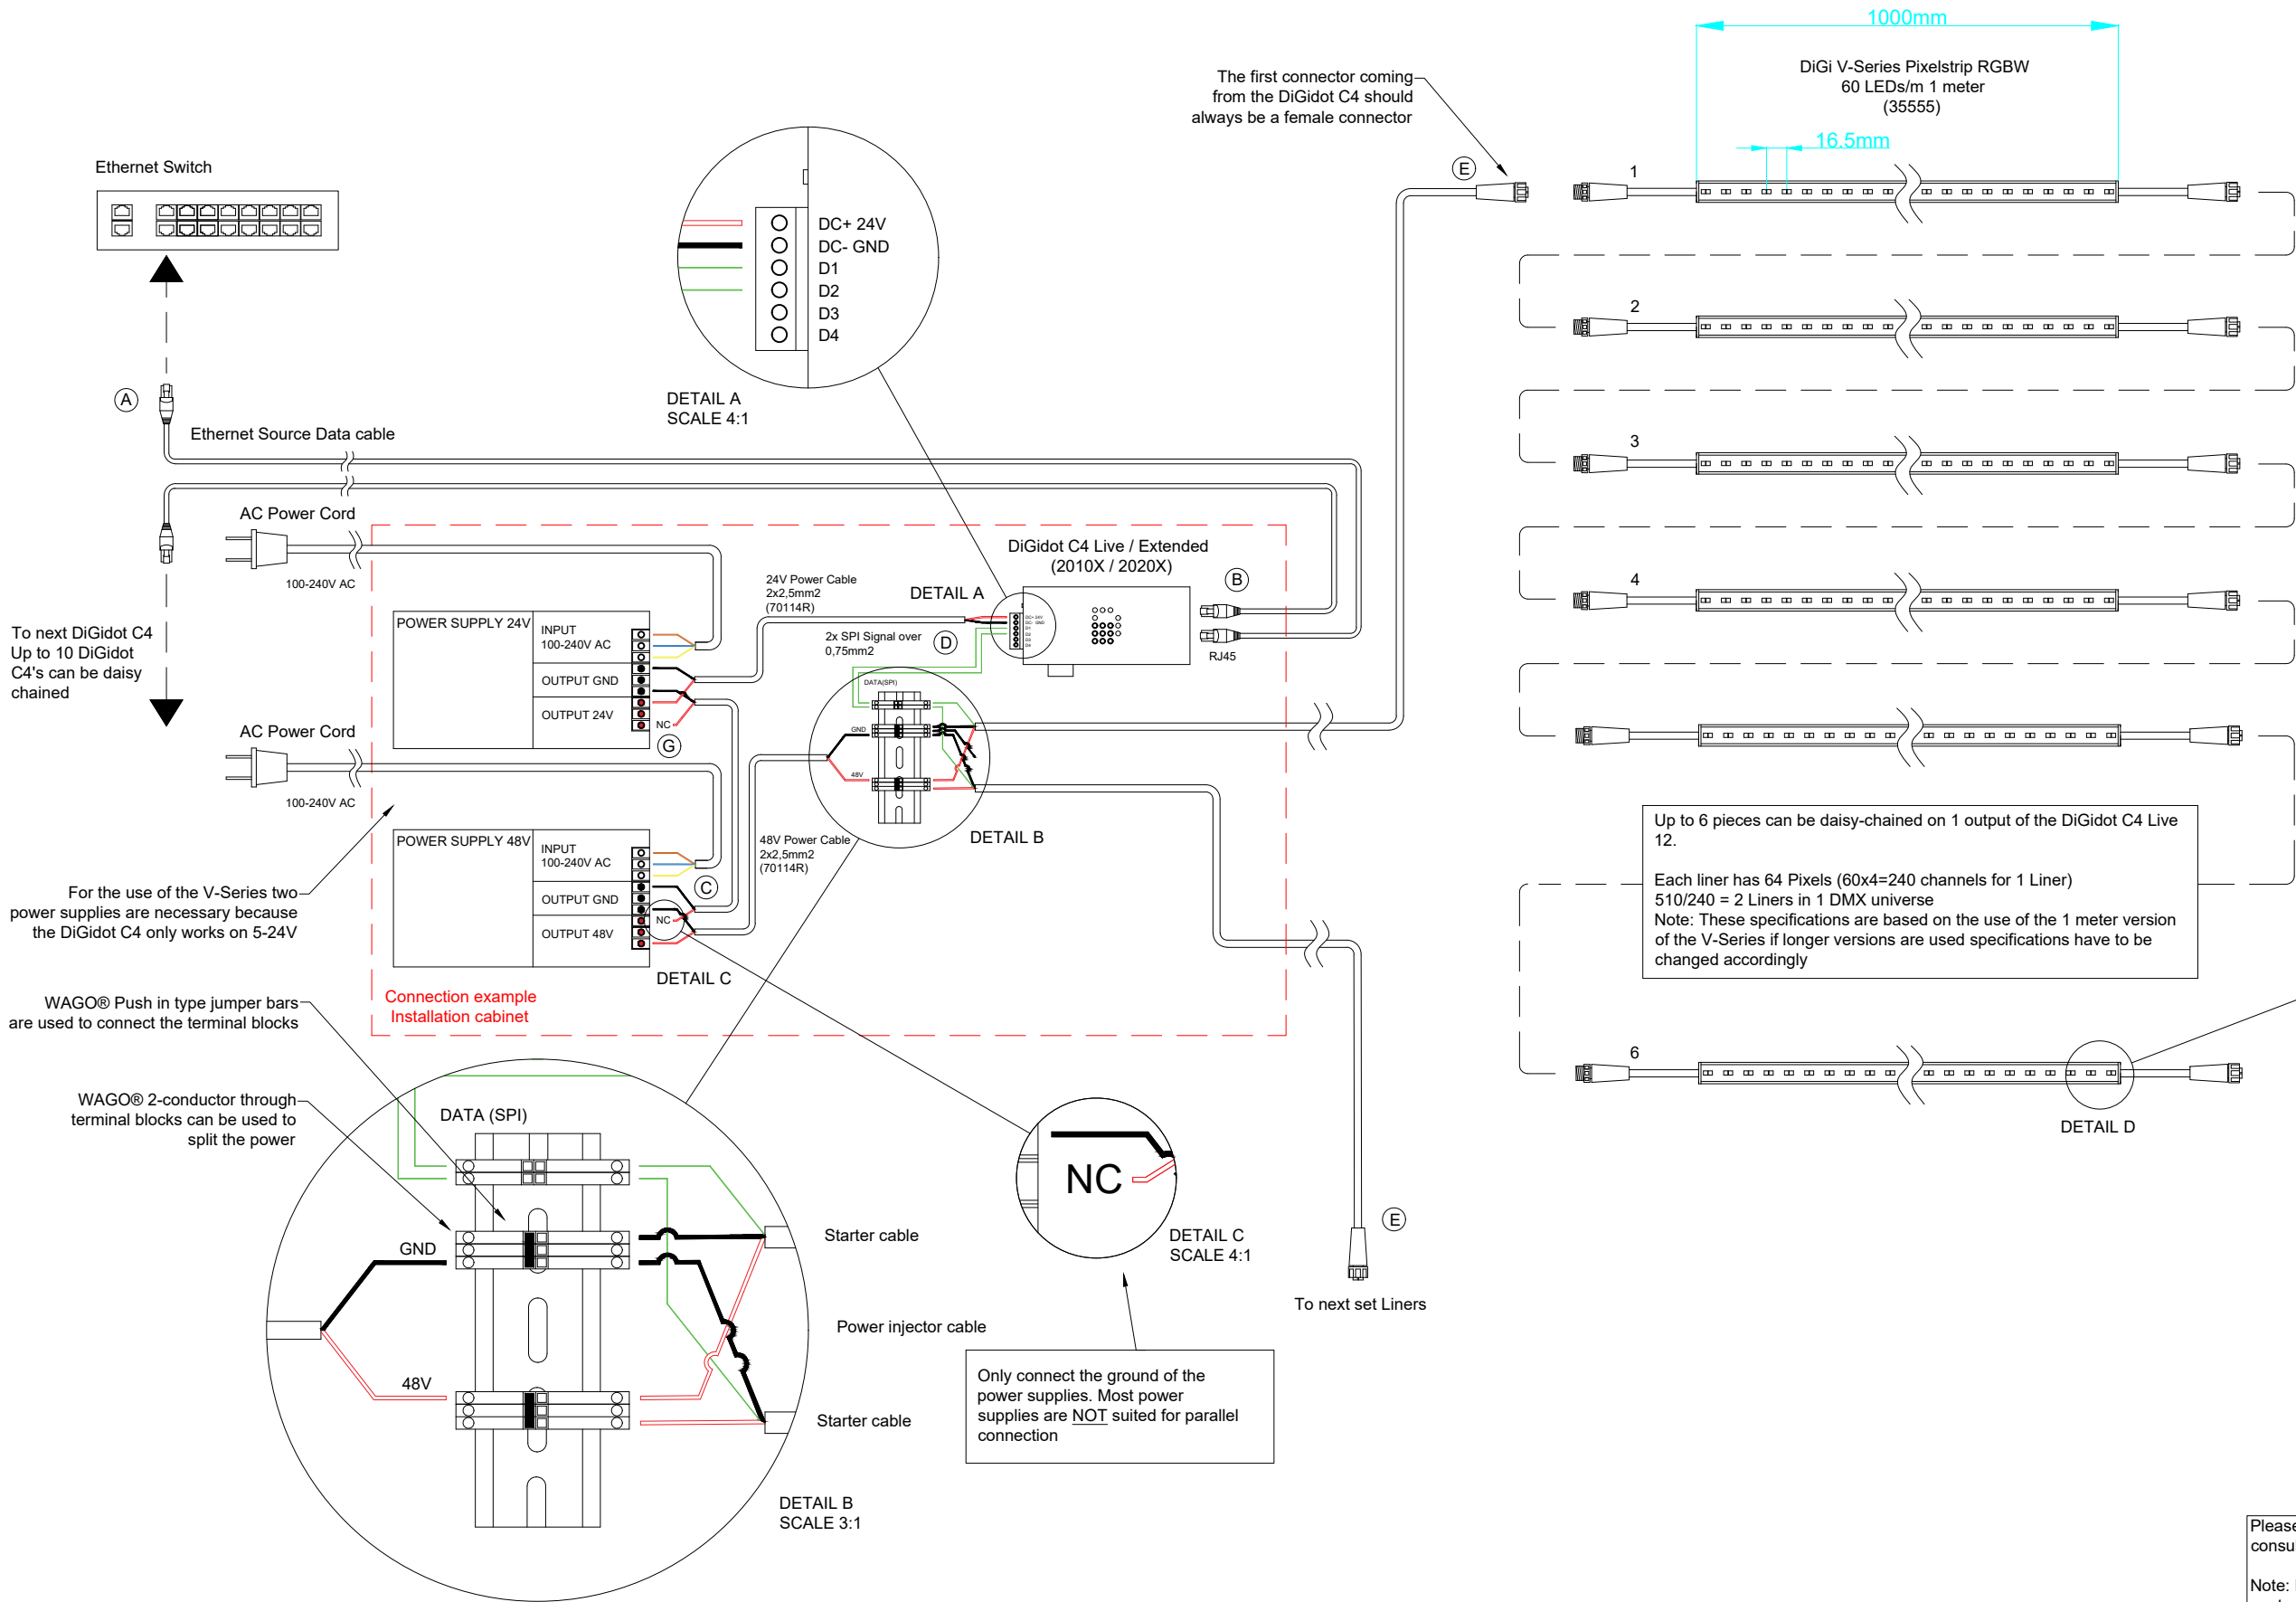 1000mm
DiGi V-Series Pixelstrip RGBW
60 LEDs/m 1 meter
(35555)
16.5mm
The first connector coming
from the DiGidot C4 should
always be a female connector
E
1
2
3
4
6
Ethernet Switch
A
Ethernet Source Data cable
DC+ 24V
DC- GND
D1
D2
D3
D4
DETAIL A
SCALE 4:1
AC Power Cord
100-240V AC
To next DiGidot C4
Up to 10 DiGidot
C4's can be daisy
chained
POWER SUPPLY 24V
INPUT
100-240V AC
OUTPUT GND
OUTPUT 24V
NC
G
24V Power Cable
2x2,5mm2
(70114R)
DETAIL A
DiGidot C4 Live / Extended
(2010X / 2020X)
DC+ 24V
DC- GND
D1
D2
D3
D4
B
RJ45
2x SPI Signal over
0,75mm2
D
DATA(SPI)
GND
48V
DETAIL B
AC Power Cord
100-240V AC
POWER SUPPLY 48V
INPUT
100-240V AC
OUTPUT GND
OUTPUT 48V
C
NC
48V Power Cable
2x2,5mm2
(70114R)
DETAIL C
For the use of the V-Series two
power supplies are necessary because
the DiGidot C4 only works on 5-24V
Connection example
Installation cabinet
WAGO® Push in type jumper bars
are used to connect the terminal blocks
WAGO® 2-conductor through
terminal blocks can be used to
split the power
DATA (SPI)
GND
48V
Starter cable
Power injector cable
Starter cable
DETAIL B
SCALE 3:1
NC
DETAIL C
SCALE 4:1
Only connect the ground of the
power supplies. Most power
supplies are NOT suited for parallel
connection
E
To next set Liners
Up to 6 pieces can be daisy-chained on 1 output of the DiGidot C4 Live
12.
Each liner has 64 Pixels (60x4=240 channels for 1 Liner)
510/240 = 2 Liners in 1 DMX universe
Note: These specifications are based on the use of the 1 meter version
of the V-Series if longer versions are used specifications have to be
changed accordingly
DETAIL D
Please
Note: